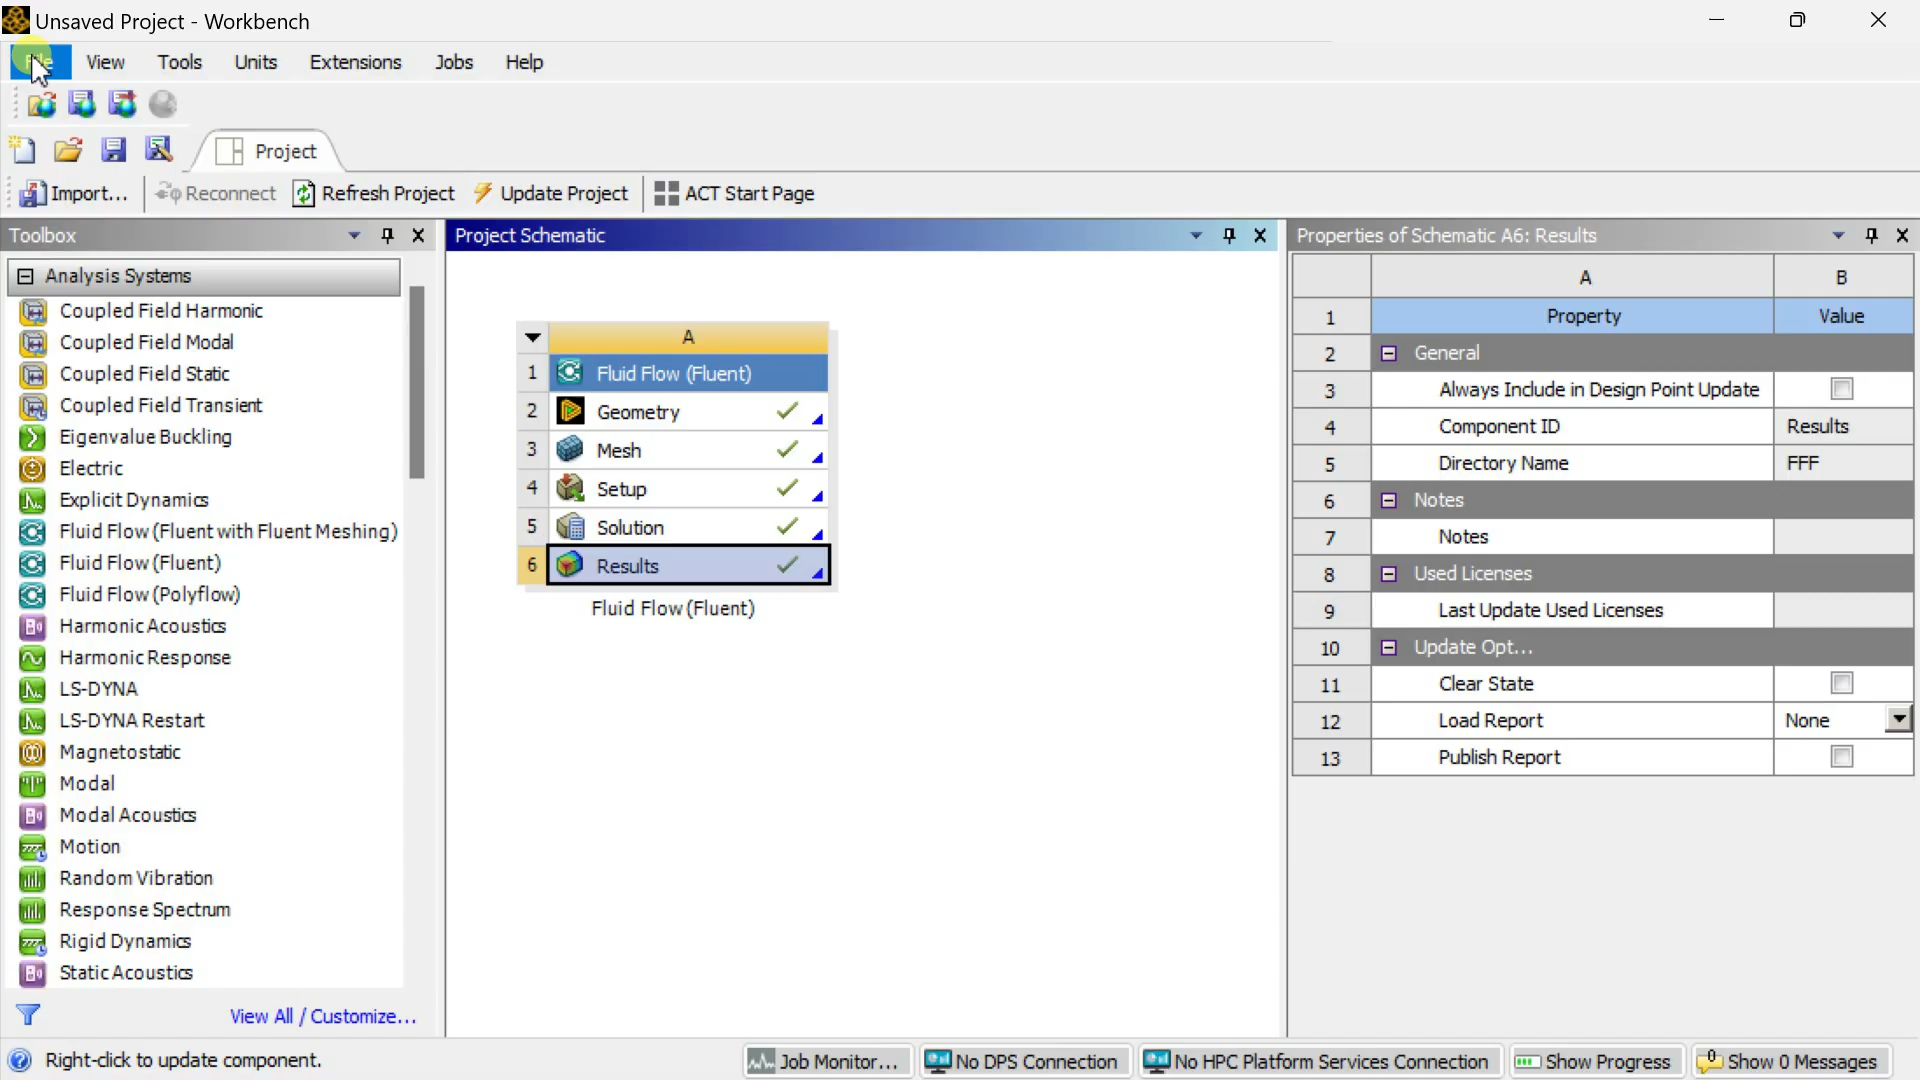 Unsaved Project - Workbench
File View Tools Units Extensions Jobs Help
Project
Import... Reconnect Refresh Project Update Project ACT Start Page
Toolbox
Analysis Systems
Coupled Field Harmonic
Coupled Field Modal
Coupled Field Static
Coupled Field Transient
Eigenvalue Buckling
Electric
Explicit Dynamics
Fluid Flow (Fluent with Fluent Meshing)
Fluid Flow (Fluent)
Fluid Flow (Polyflow)
Harmonic Acoustics
Harmonic Response
LS-DYNA
LS-DYNA Restart
Magnetostatic
Modal
Modal Acoustics
Motion
Random Vibration
Response Spectrum
Rigid Dynamics
Static Acoustics
View All / Customize...
Project Schematic
A
1 Fluid Flow (Fluent)
2 Geometry
3 Mesh
4 Setup
5 Solution
6 Results
Fluid Flow (Fluent)
Properties of Schematic A6: Results
A B
1 Property Value
2 General
3 Always Include in Design Point Update
4 Component ID Results
5 Directory Name FFF
6 Notes
7 Notes
8 Used Licenses
9 Last Update Used Licenses
10 Update Opt...
11 Clear State
12 Load Report None
13 Publish Report
Right-click to update component.
Job Monitor... No DPS Connection No HPC Platform Services Connection Show Progress 0 Show 0 Messages